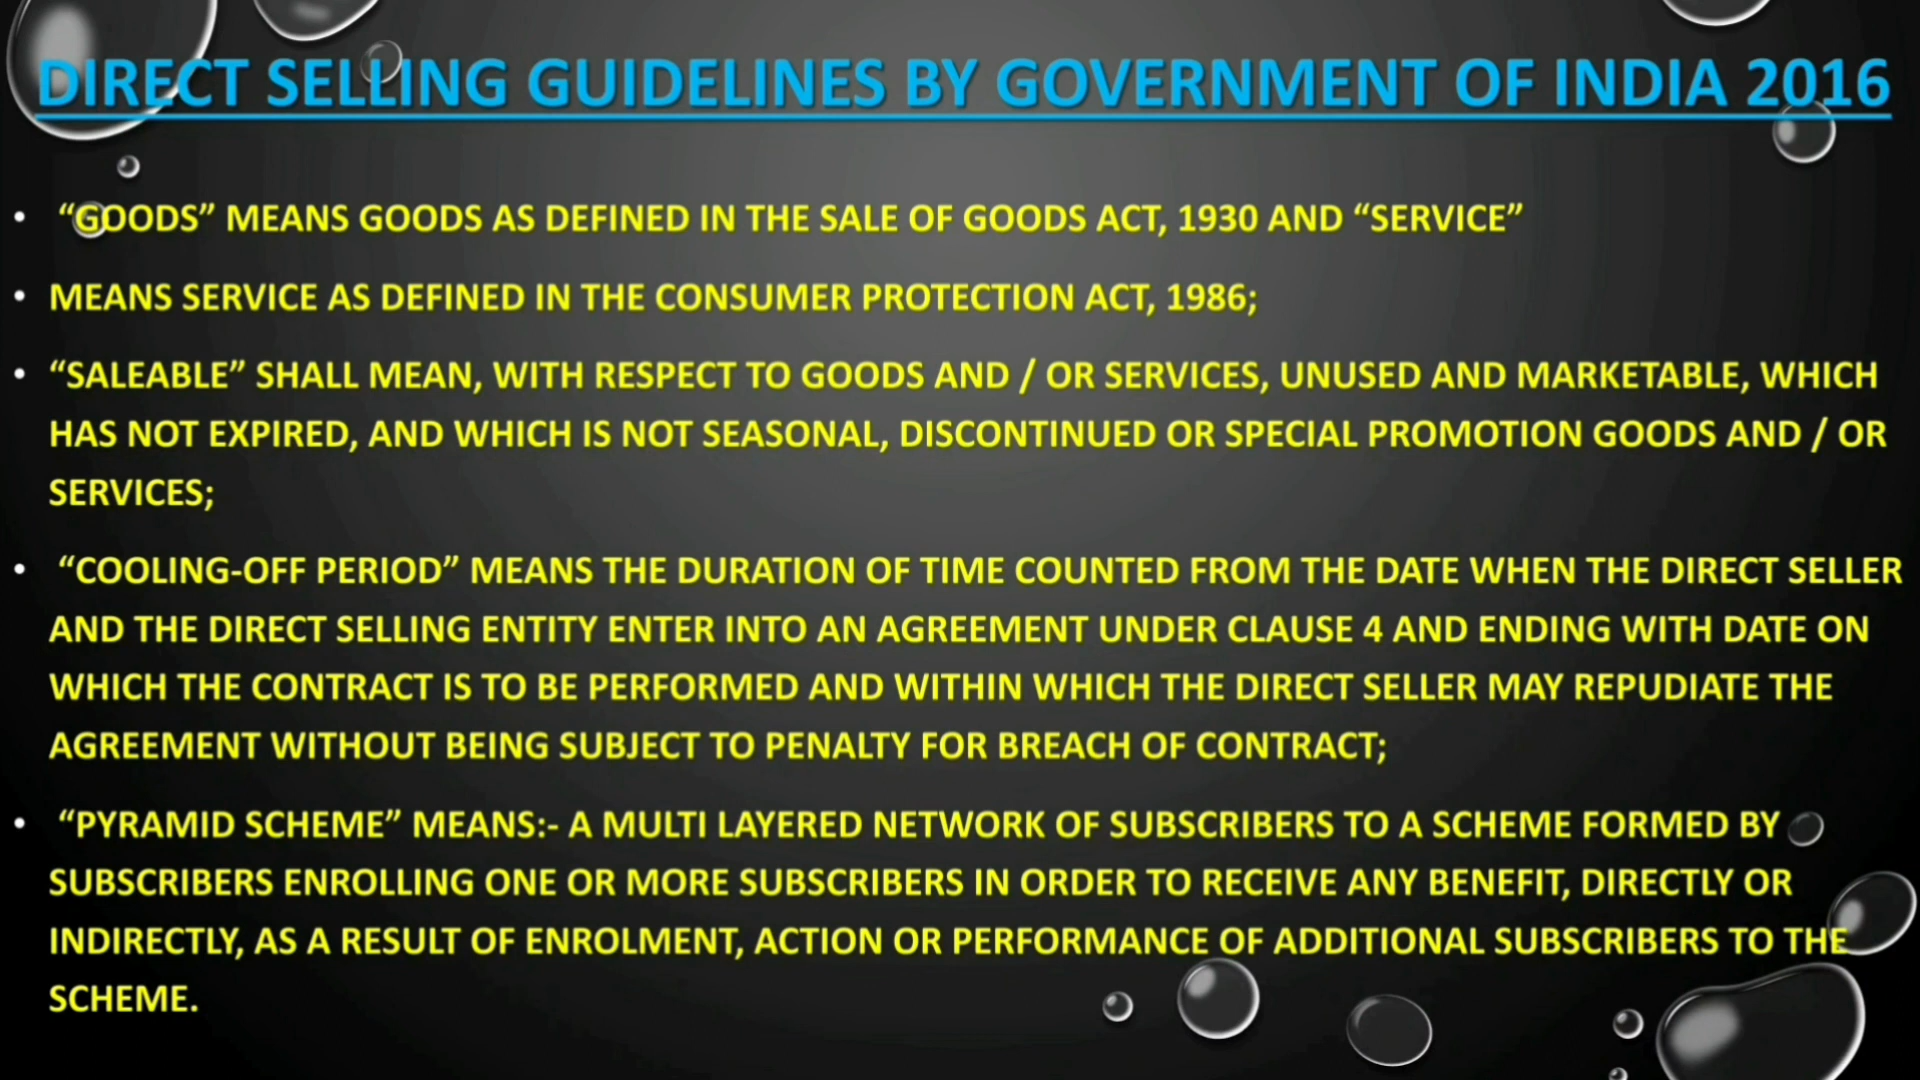 DIRECT SELLING GUIDELINES BY GOVERNMENT OF INDIA 2016
• “GOODS” MEANS GOODS AS DEFINED IN THE SALE OF GOODS ACT, 1930 AND “SERVICE”
• MEANS SERVICE AS DEFINED IN THE CONSUMER PROTECTION ACT, 1986;
• “SALEABLE” SHALL MEAN, WITH RESPECT TO GOODS AND / OR SERVICES, UNUSED AND MARKETABLE, WHICH
HAS NOT EXPIRED, AND WHICH IS NOT SEASONAL, DISCONTINUED OR SPECIAL PROMOTION GOODS AND / OR
SERVICES;
• “COOLING-OFF PERIOD” MEANS THE DURATION OF TIME COUNTED FROM THE DATE WHEN THE DIRECT SELLER
AND THE DIRECT SELLING ENTITY ENTER INTO AN AGREEMENT UNDER CLAUSE 4 AND ENDING WITH DATE ON
WHICH THE CONTRACT IS TO BE PERFORMED AND WITHIN WHICH THE DIRECT SELLER MAY REPUDIATE THE
AGREEMENT WITHOUT BEING SUBJECT TO PENALTY FOR BREACH OF CONTRACT;
• “PYRAMID SCHEME” MEANS:- A MULTI LAYERED NETWORK OF SUBSCRIBERS TO A SCHEME FORMED BY
SUBSCRIBERS ENROLLING ONE OR MORE SUBSCRIBERS IN ORDER TO RECEIVE ANY BENEFIT, DIRECTLY OR
INDIRECTLY, AS A RESULT OF ENROLMENT, ACTION OR PERFORMANCE OF ADDITIONAL SUBSCRIBERS TO THE
SCHEME.